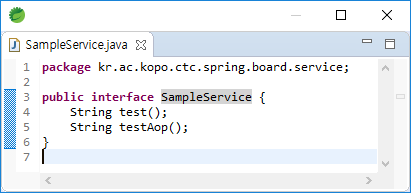 SampleService.java
1 package kr.ac.kopo.ctc.spring.board.service;
2
3 public interface SampleService {
4     String test();
5     String testAop();
6 }
7